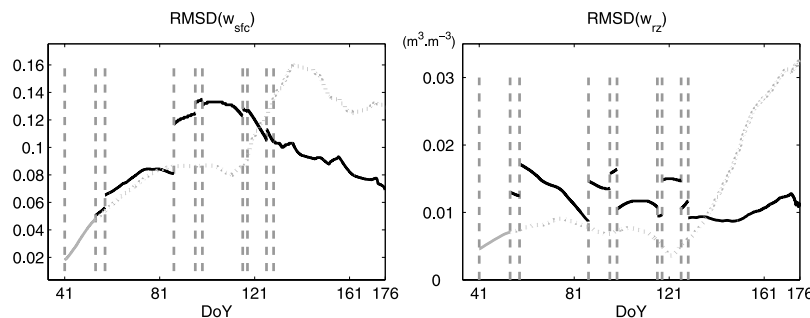 RMSD(w_sfc)
0.16
0.14
0.12
0.1
0.08
0.06
0.04
0.02
41 81 121 161 176
DoY
RMSD(w_rz)
(m³.m⁻³)
0.03
0.02
0.01
0
41 81 121 161 176
DoY